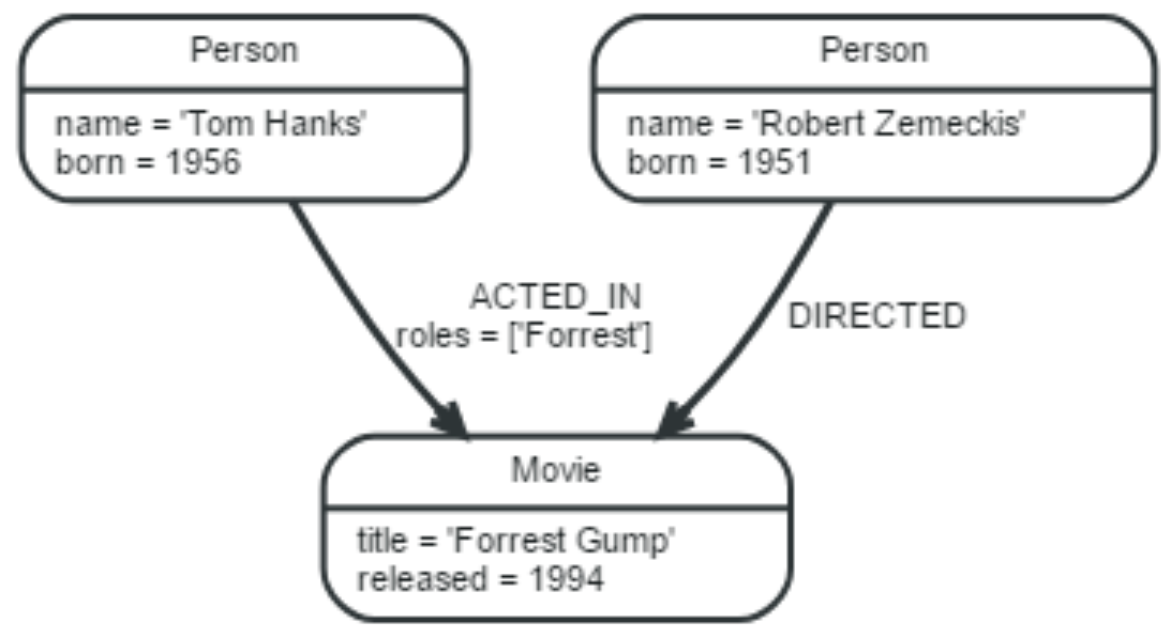 Person
name = 'Tom Hanks'
born = 1956
Person
name = 'Robert Zemeckis'
born = 1951
ACTED_IN
roles = ['Forrest']
DIRECTED
Movie
title = 'Forrest Gump'
released = 1994